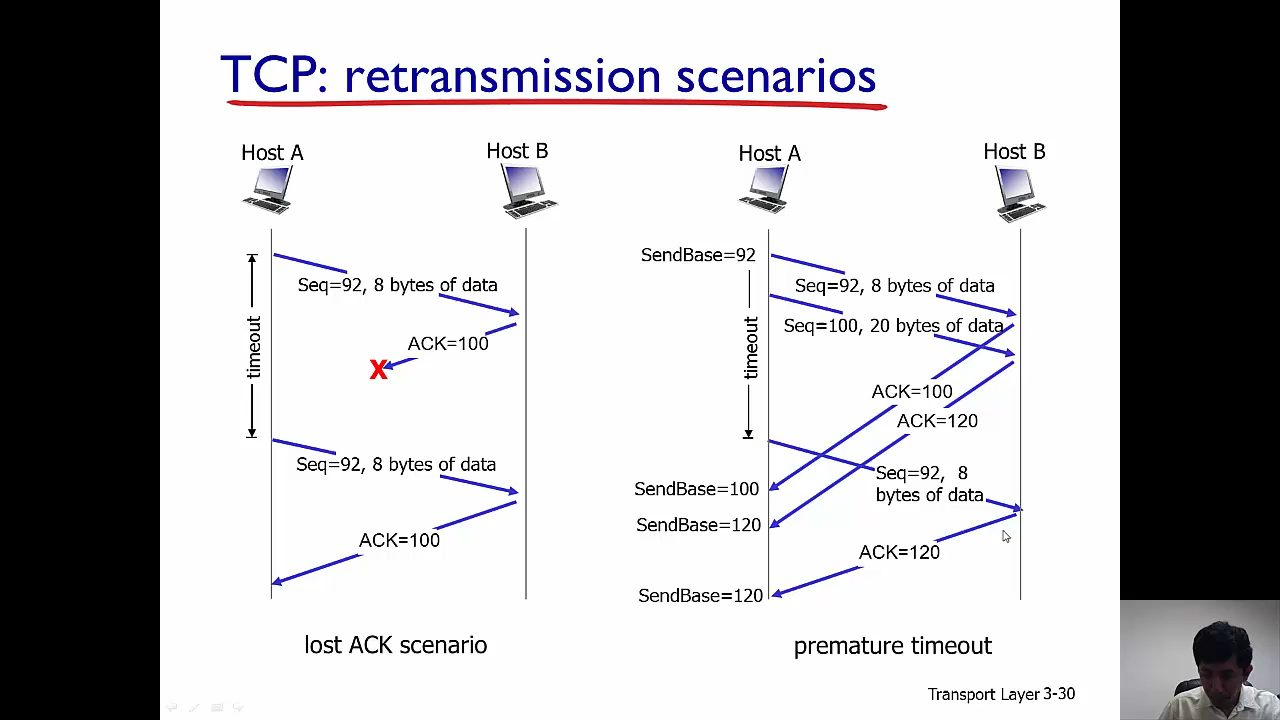 TCP: retransmission scenarios
Host A
Host B
timeout
Seq=92, 8 bytes of data
ACK=100
X
Seq=92, 8 bytes of data
ACK=100
lost ACK scenario
Host A
Host B
SendBase=92
timeout
Seq=92, 8 bytes of data
Seq=100, 20 bytes of data
ACK=100
ACK=120
Seq=92, 8
bytes of data
SendBase=100
SendBase=120
ACK=120
SendBase=120
premature timeout
Transport Layer 3-30